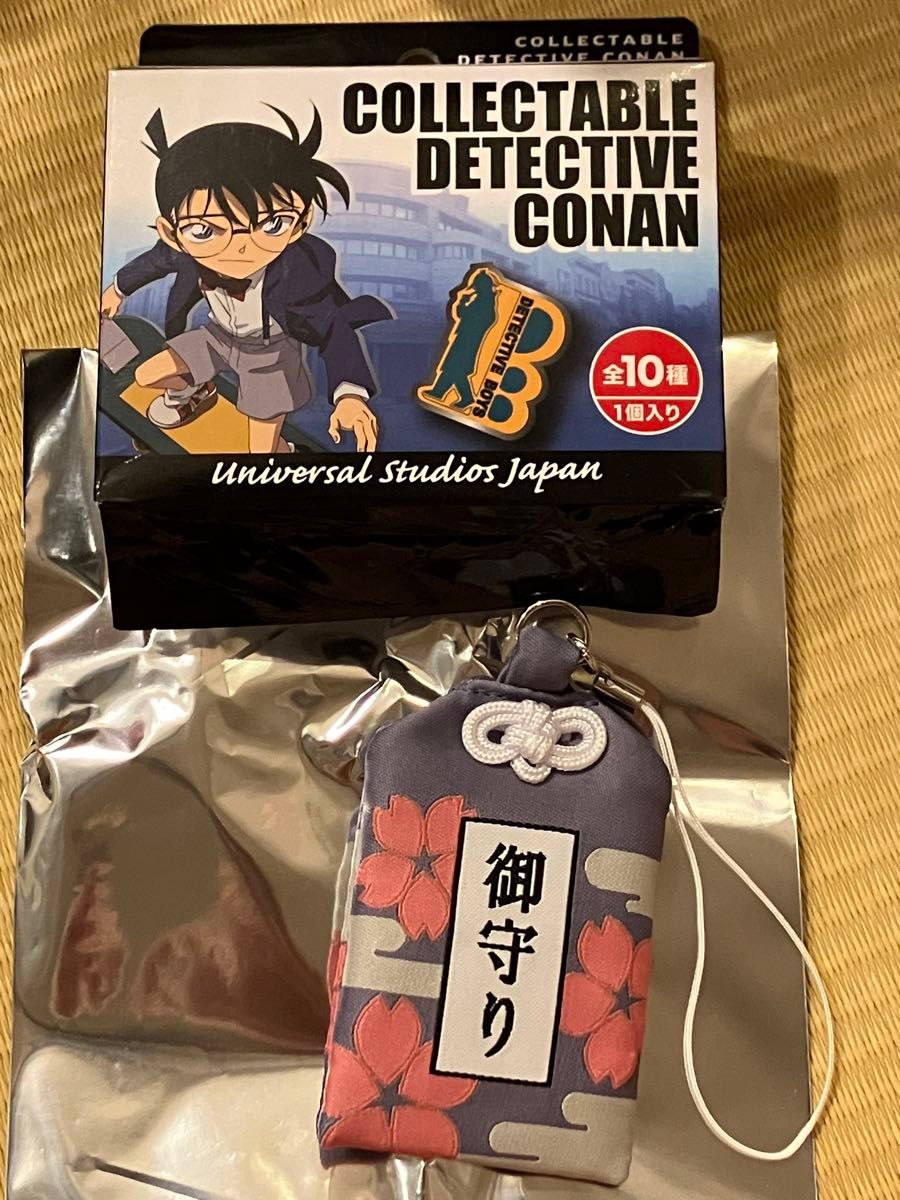 COLLECTABLE
DETECTIVE CONAN
COLLECTABLE
DETECTIVE
CONAN
DETECTIVE BOYS
全10種
1個入り
Universal Studios Japan
御守り